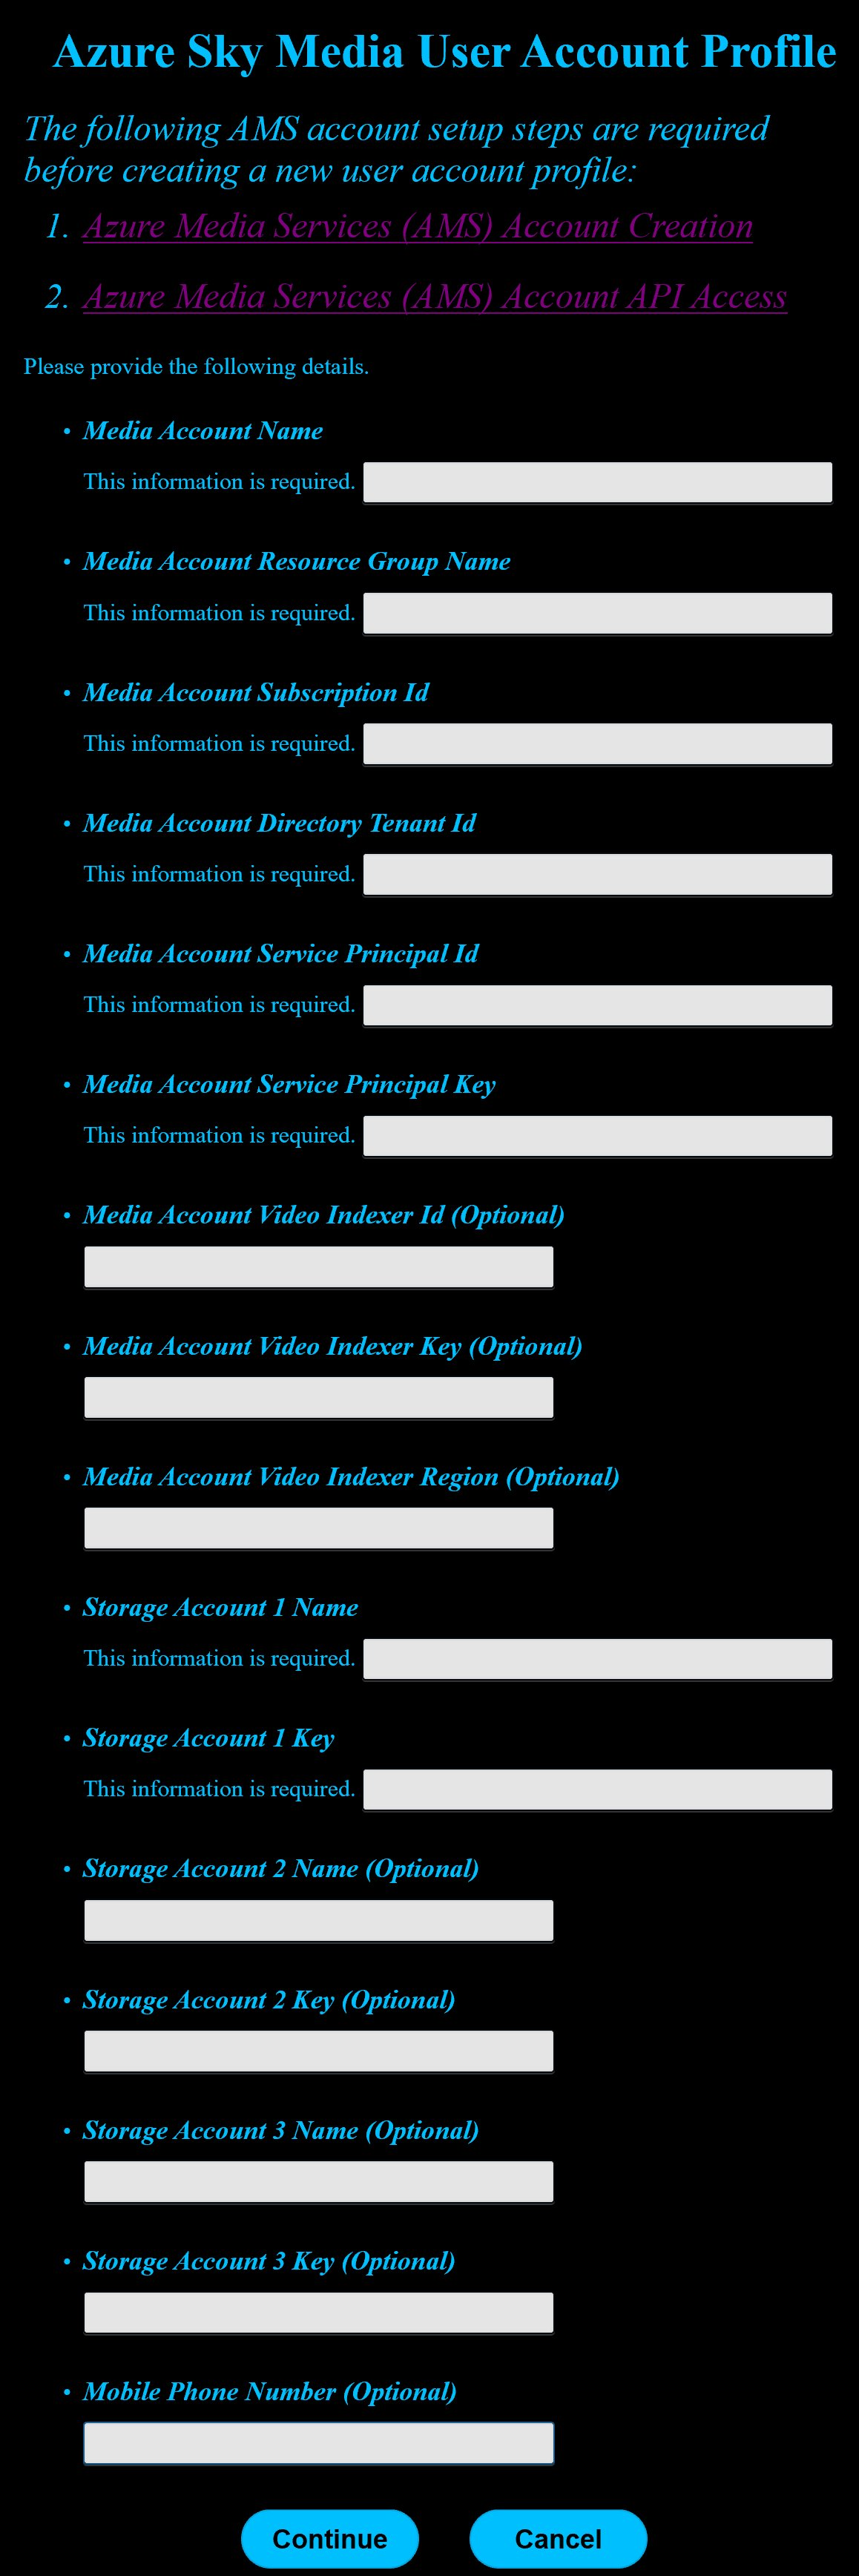 Azure Sky Media User Account Profile
The following AMS account setup steps are required
before creating a new user account profile:
1. Azure Media Services (AMS) Account Creation
2. Azure Media Services (AMS) Account API Access
Please provide the following details.
• Media Account Name
This information is required.
• Media Account Resource Group Name
This information is required.
• Media Account Subscription Id
This information is required.
• Media Account Directory Tenant Id
This information is required.
• Media Account Service Principal Id
This information is required.
• Media Account Service Principal Key
This information is required.
• Media Account Video Indexer Id (Optional)
• Media Account Video Indexer Key (Optional)
• Media Account Video Indexer Region (Optional)
• Storage Account 1 Name
This information is required.
• Storage Account 1 Key
This information is required.
• Storage Account 2 Name (Optional)
• Storage Account 2 Key (Optional)
• Storage Account 3 Name (Optional)
• Storage Account 3 Key (Optional)
• Mobile Phone Number (Optional)
Continue Cancel